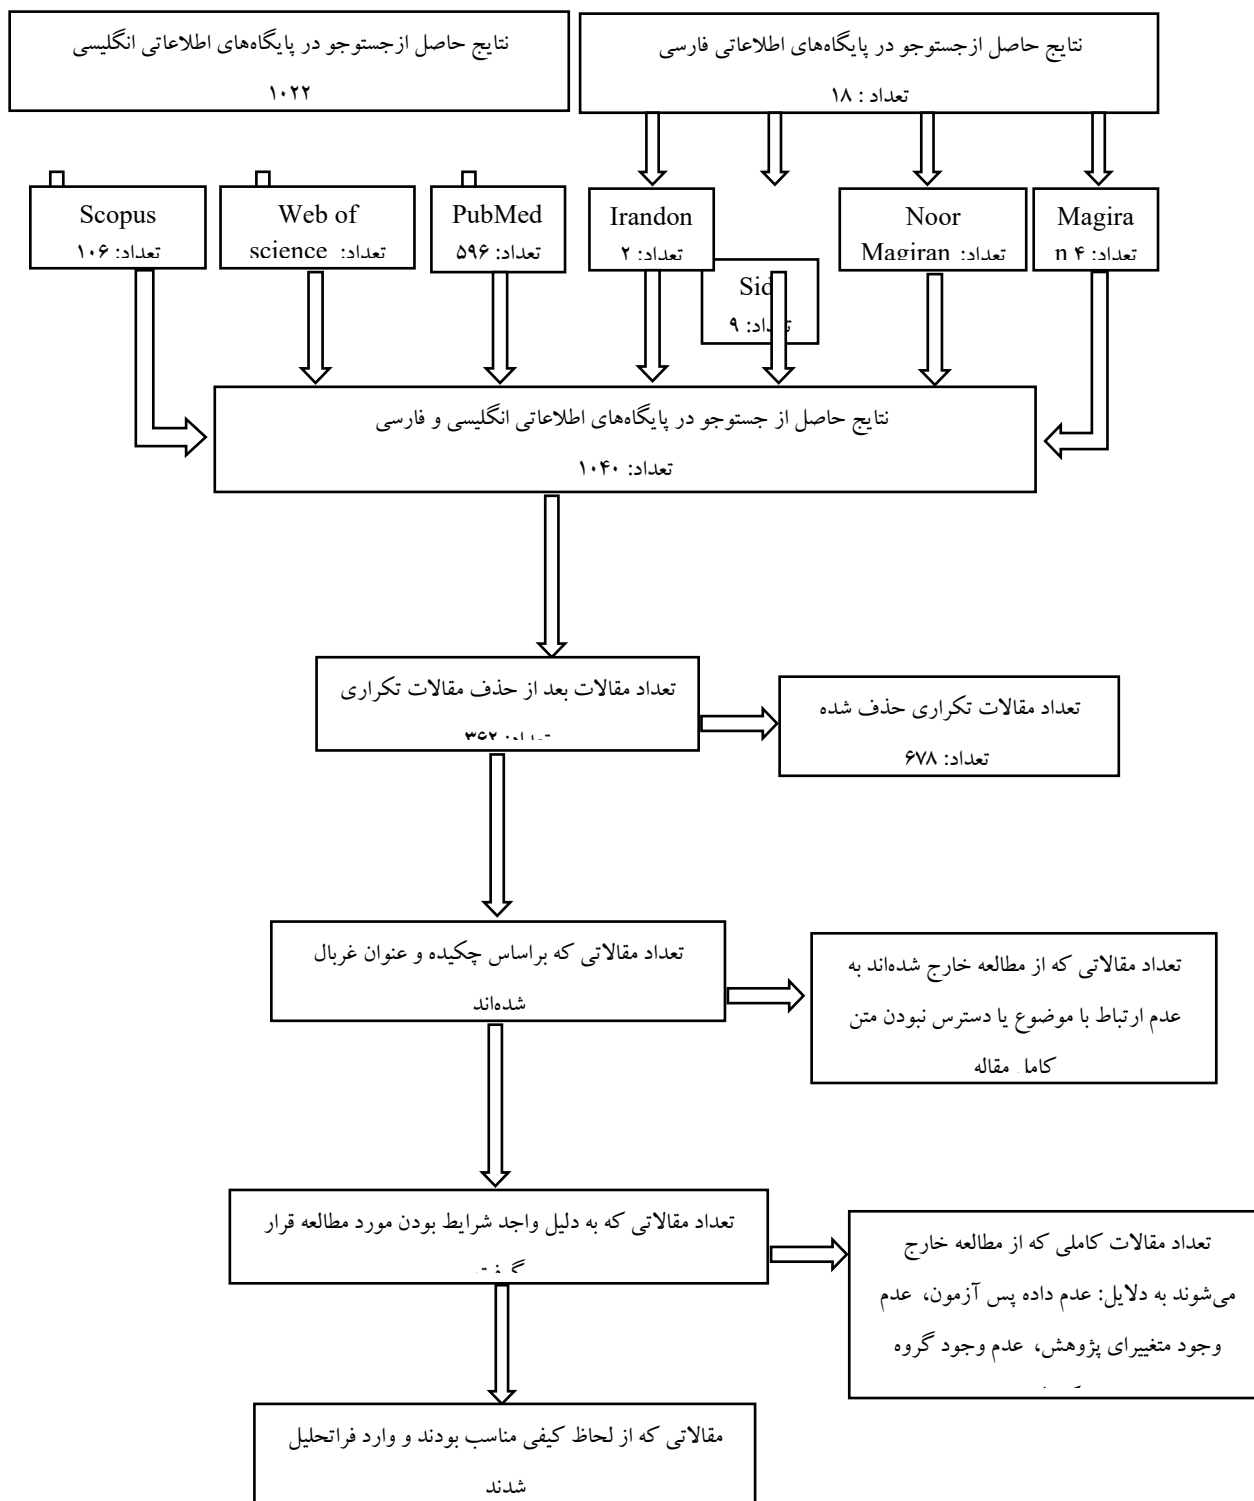 نتایج حاصل ازجستوجو در پایگاه‌های اطلاعاتی فارسی
تعداد : ۱۸
نتایج حاصل ازجستوجو در پایگاه‌های اطلاعاتی انگلیسی
۱۰۲۲
Magira
n تعداد: ۴
Noor
Magiran تعداد:
Sid
تعداد: ۹
Irandon
تعداد: ۲
PubMed
تعداد: ۵۹۶
Web of
science تعداد:
Scopus
تعداد: ۱۰۶
نتایج حاصل از جستوجو در پایگاه‌های اطلاعاتی انگلیسی و فارسی
تعداد: ۱۰۴۰
تعداد مقالات بعد از حذف مقالات تکراری
تعداد: ۳۶۲
تعداد مقالات تکراری حذف شده
تعداد: ۶۷۸
تعداد مقالاتی که براساس چکیده و عنوان غربال
شده‌اند
تعداد مقالاتی که از مطالعه خارج شده‌اند به
عدم ارتباط با موضوع یا دسترس نبودن متن
کامل مقاله
تعداد مقالاتی که به دلیل واجد شرایط بودن مورد مطالعه قرار
تعداد مقالات کاملی که از مطالعه خارج
می‌شوند به دلایل: عدم داده پس آزمون، عدم
وجود متغییرای پژوهش، عدم وجود گروه
مقالاتی که از لحاظ کیفی مناسب بودند و وارد فراتحلیل
شدند